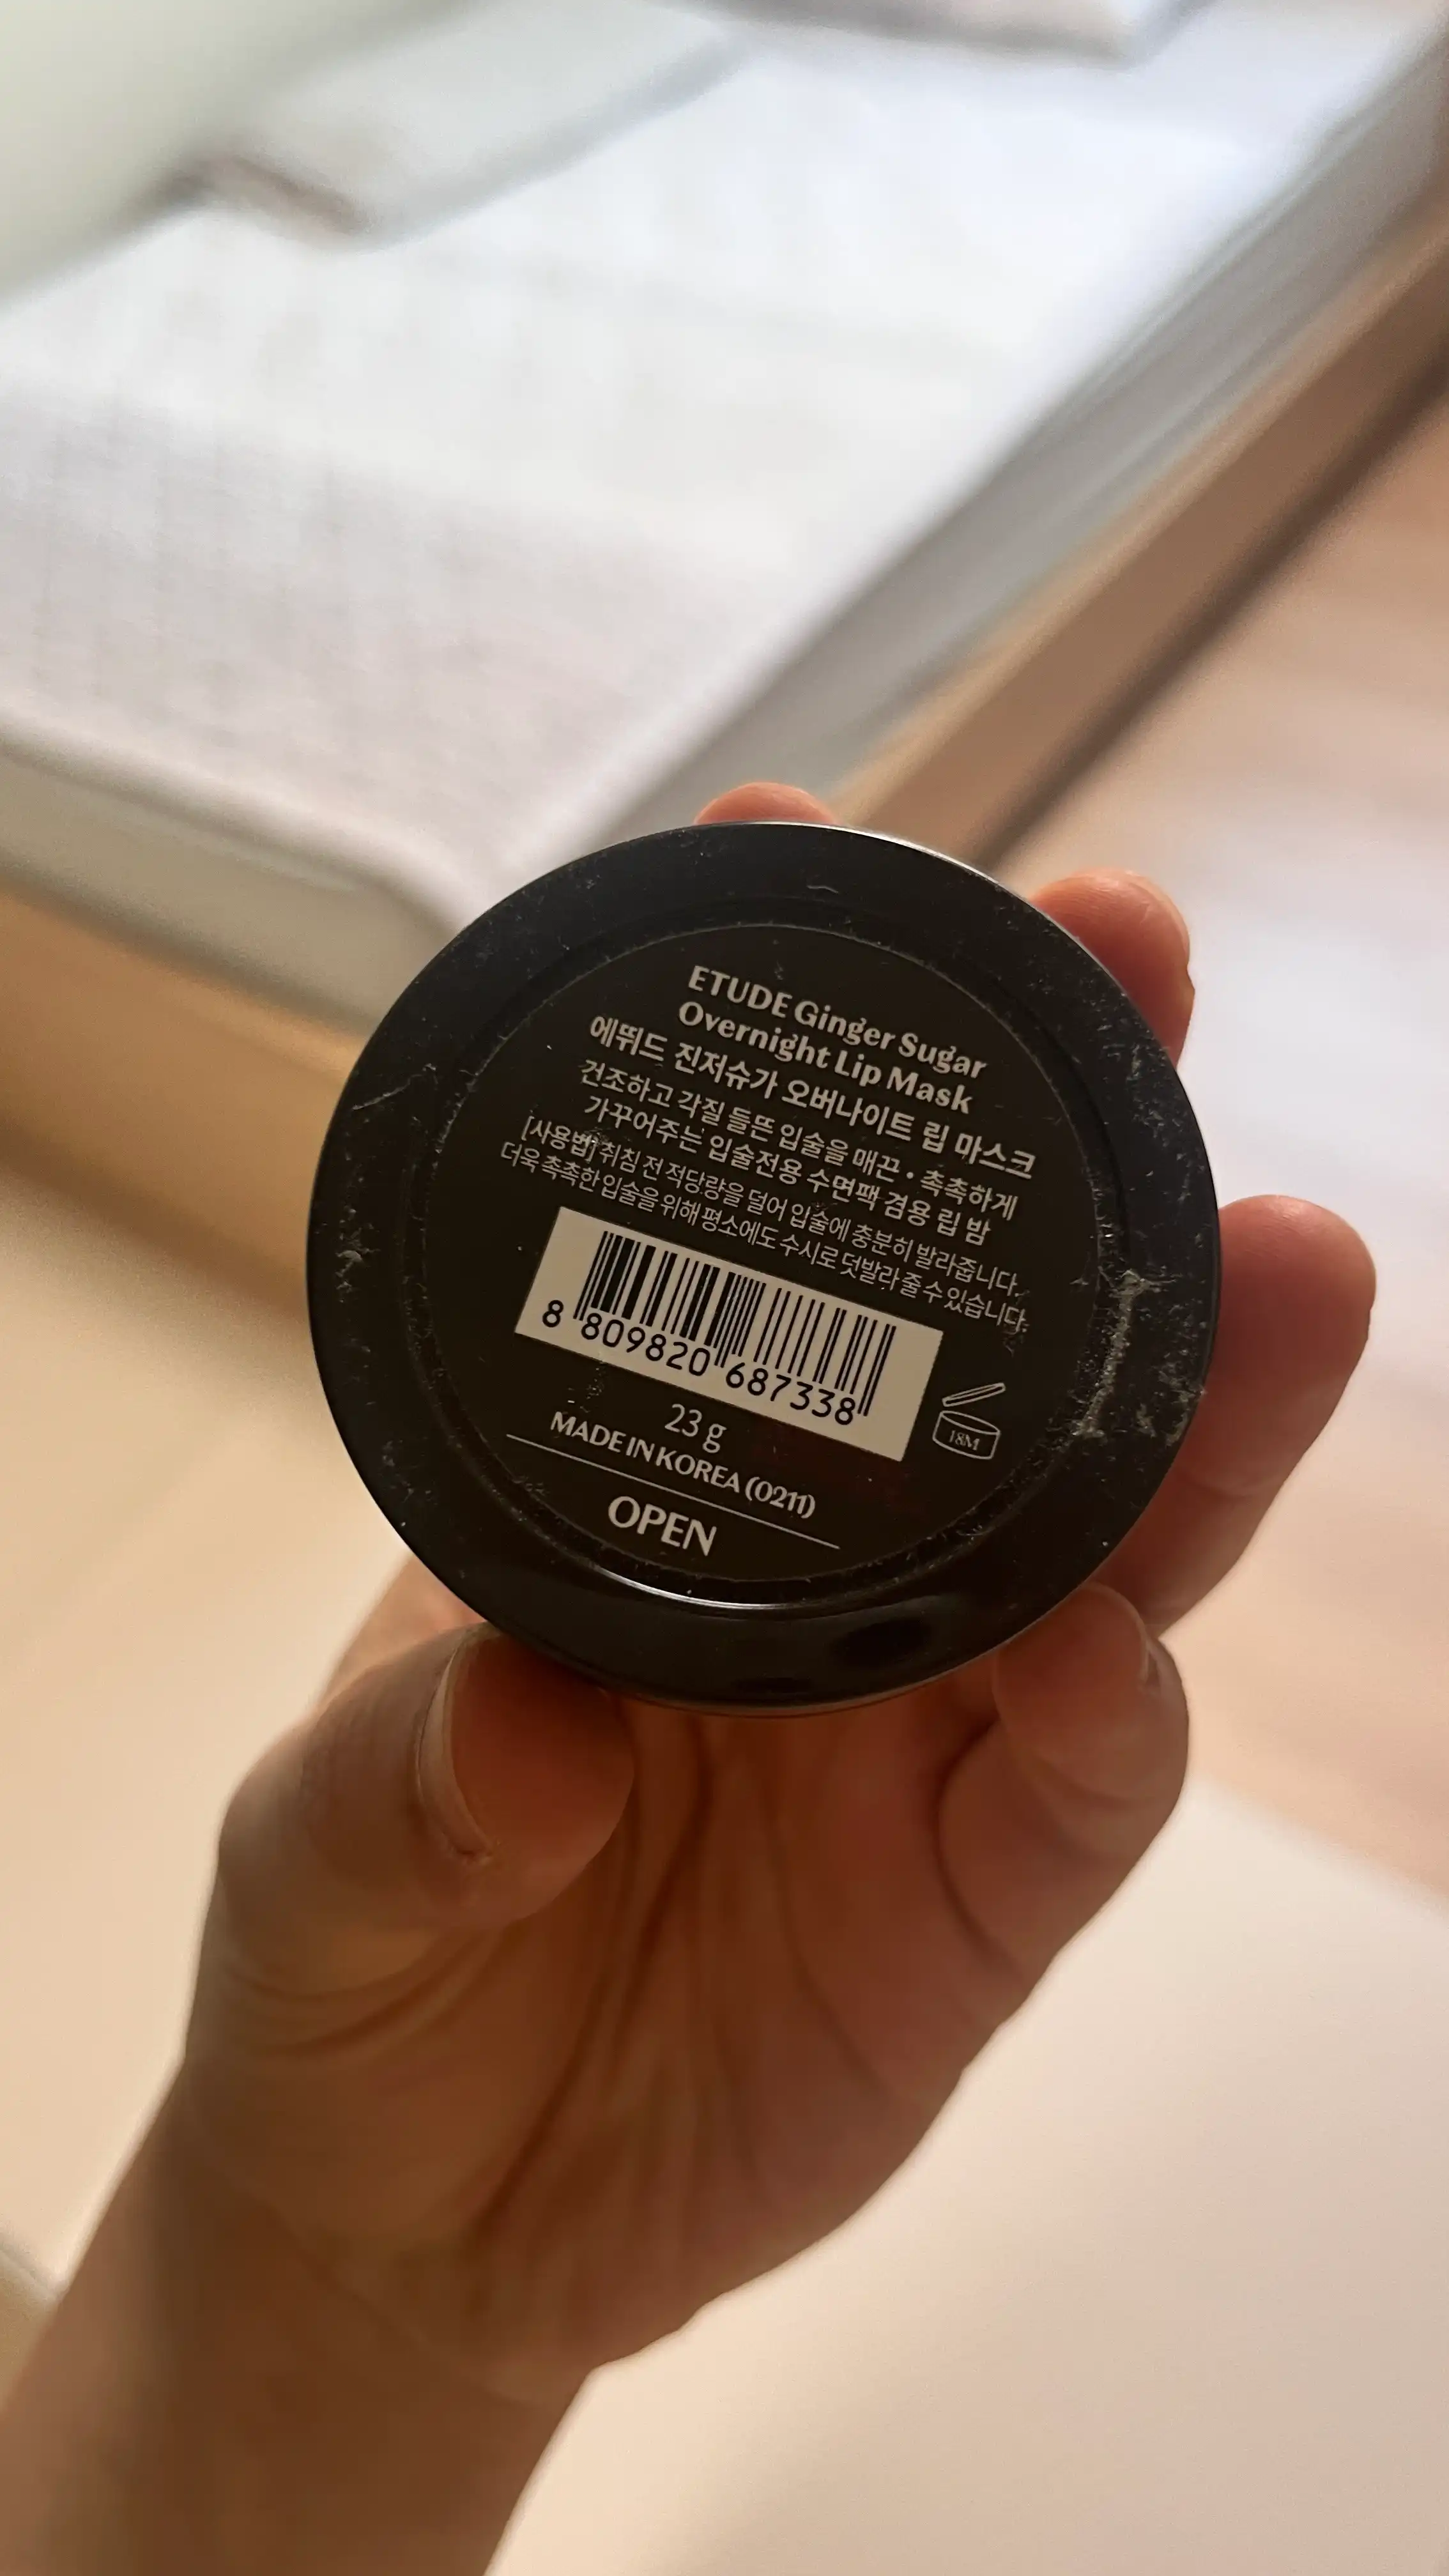 ETUDE Ginger Sugar
Overnight Lip Mask
에뛰드 진저슈가 오버나이트 립 마스크
건조하고 각질 들뜬 입술을 매끈 · 촉촉하게
가꾸어주는 입술전용 수면팩 겸용 립 밤
[사용법] 취침 전 적당량을 덜어 입술에 충분히 발라줍니다.
더욱 촉촉한 입술을 위해 평소에도 수시로 덧발라 줄 수 있습니다.
8 809820 687338
18M
23 g
MADE IN KOREA (0211)
OPEN